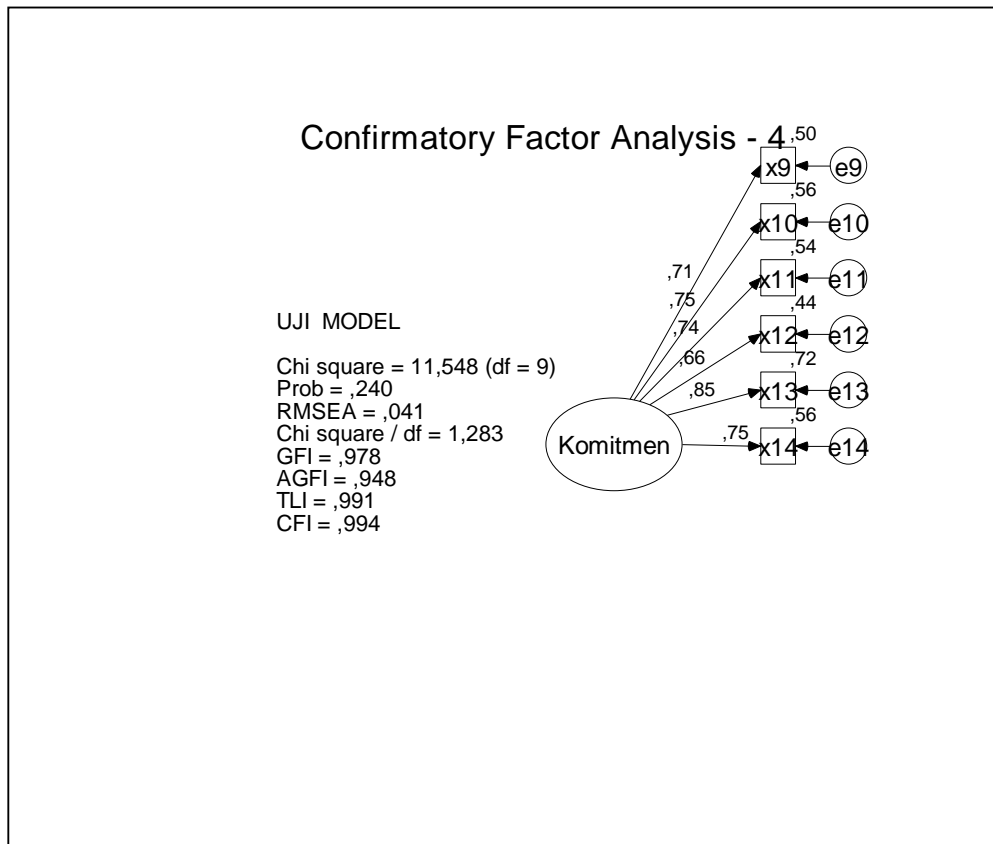 Confirmatory Factor Analysis - 4
,50
x9
e9
,56
x10
e10
,54
x11
e11
,44
x12
e12
,72
x13
e13
,56
x14
e14
,71
,75
,74
,66
,85
,75
Komitmen
UJI MODEL
Chi square = 11,548 (df = 9)
Prob = ,240
RMSEA = ,041
Chi square / df = 1,283
GFI = ,978
AGFI = ,948
TLI = ,991
CFI = ,994